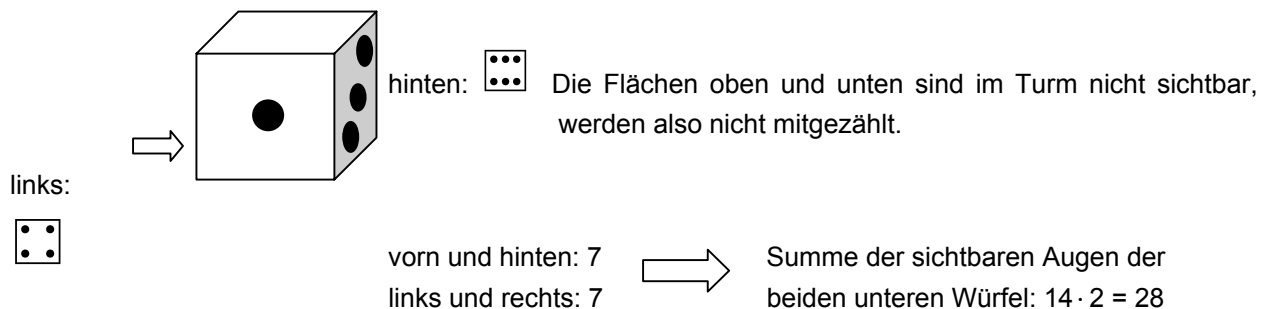 hinten: Die Flächen oben und unten sind im Turm nicht sichtbar,
werden also nicht mitgezählt.
links:
vorn und hinten: 7 Summe der sichtbaren Augen der
links und rechts: 7 beiden unteren Würfel: 14 · 2 = 28